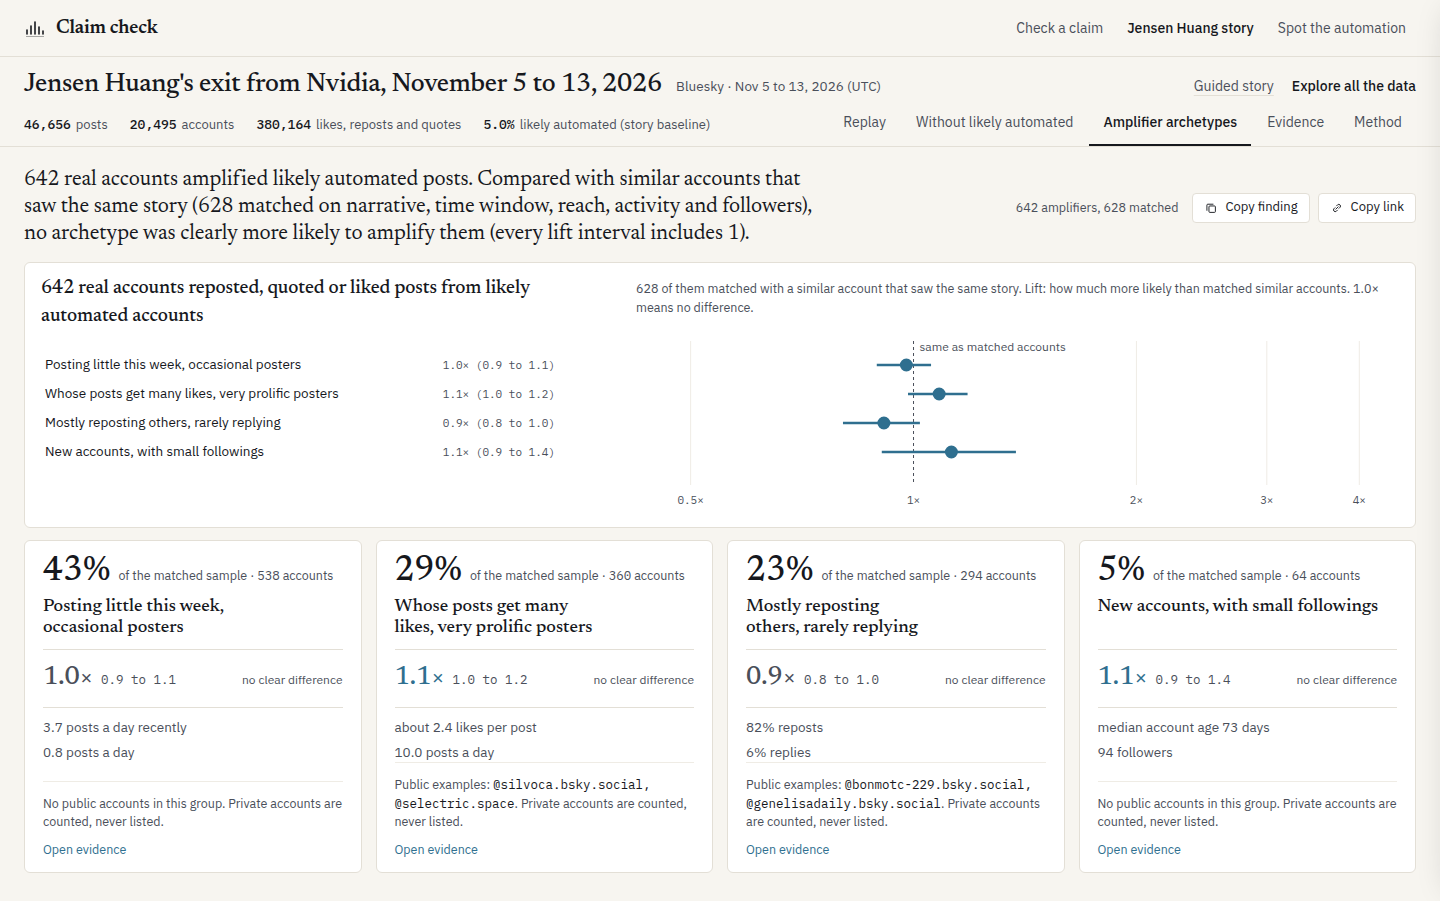 Claim check
Check a claim
Jensen Huang story
Spot the automation
Jensen Huang's exit from Nvidia, November 5 to 13, 2026
Bluesky · Nov 5 to 13, 2026 (UTC)
Guided story
Explore all the data
46,656 posts
20,495 accounts
380,164 likes, reposts and quotes
5.0% likely automated (story baseline)
Replay
Without likely automated
Amplifier archetypes
Evidence
Method
642 real accounts amplified likely automated posts. Compared with similar accounts that
saw the same story (628 matched on narrative, time window, reach, activity and followers),
no archetype was clearly more likely to amplify them (every lift interval includes 1).
642 amplifiers, 628 matched
Copy finding
Copy link
642 real accounts reposted, quoted or liked posts from likely
automated accounts
628 of them matched with a similar account that saw the same story. Lift: how much more likely than matched similar accounts. 1.0×
means no difference.
same as matched accounts
Posting little this week, occasional posters
1.0× (0.9 to 1.1)
Whose posts get many likes, very prolific posters
1.1× (1.0 to 1.2)
Mostly reposting others, rarely replying
0.9× (0.8 to 1.0)
New accounts, with small followings
1.1× (0.9 to 1.4)
0.5×
1×
2×
3×
4×
43% of the matched sample · 538 accounts
Posting little this week,
occasional posters
1.0× 0.9 to 1.1
no clear difference
3.7 posts a day recently
0.8 posts a day
No public accounts in this group. Private accounts are
counted, never listed.
Open evidence
29% of the matched sample · 360 accounts
Whose posts get many
likes, very prolific posters
1.1× 1.0 to 1.2
no clear difference
about 2.4 likes per post
10.0 posts a day
Public examples: @silvoca.bsky.social,
@selectric.space. Private accounts are counted,
never listed.
Open evidence
23% of the matched sample · 294 accounts
Mostly reposting
others, rarely replying
0.9× 0.8 to 1.0
no clear difference
82% reposts
6% replies
Public examples: @bonmotc-229.bsky.social,
@genelisadaily.bsky.social. Private accounts
are counted, never listed.
Open evidence
5% of the matched sample · 64 accounts
New accounts, with small followings
1.1× 0.9 to 1.4
no clear difference
median account age 73 days
94 followers
No public accounts in this group. Private accounts are
counted, never listed.
Open evidence